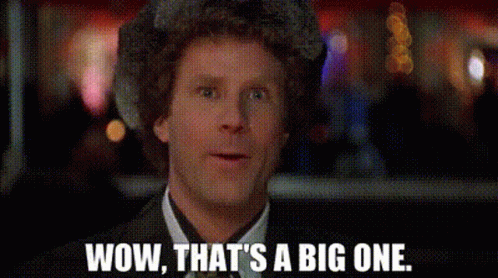 WOW, THAT'S A BIG ONE.